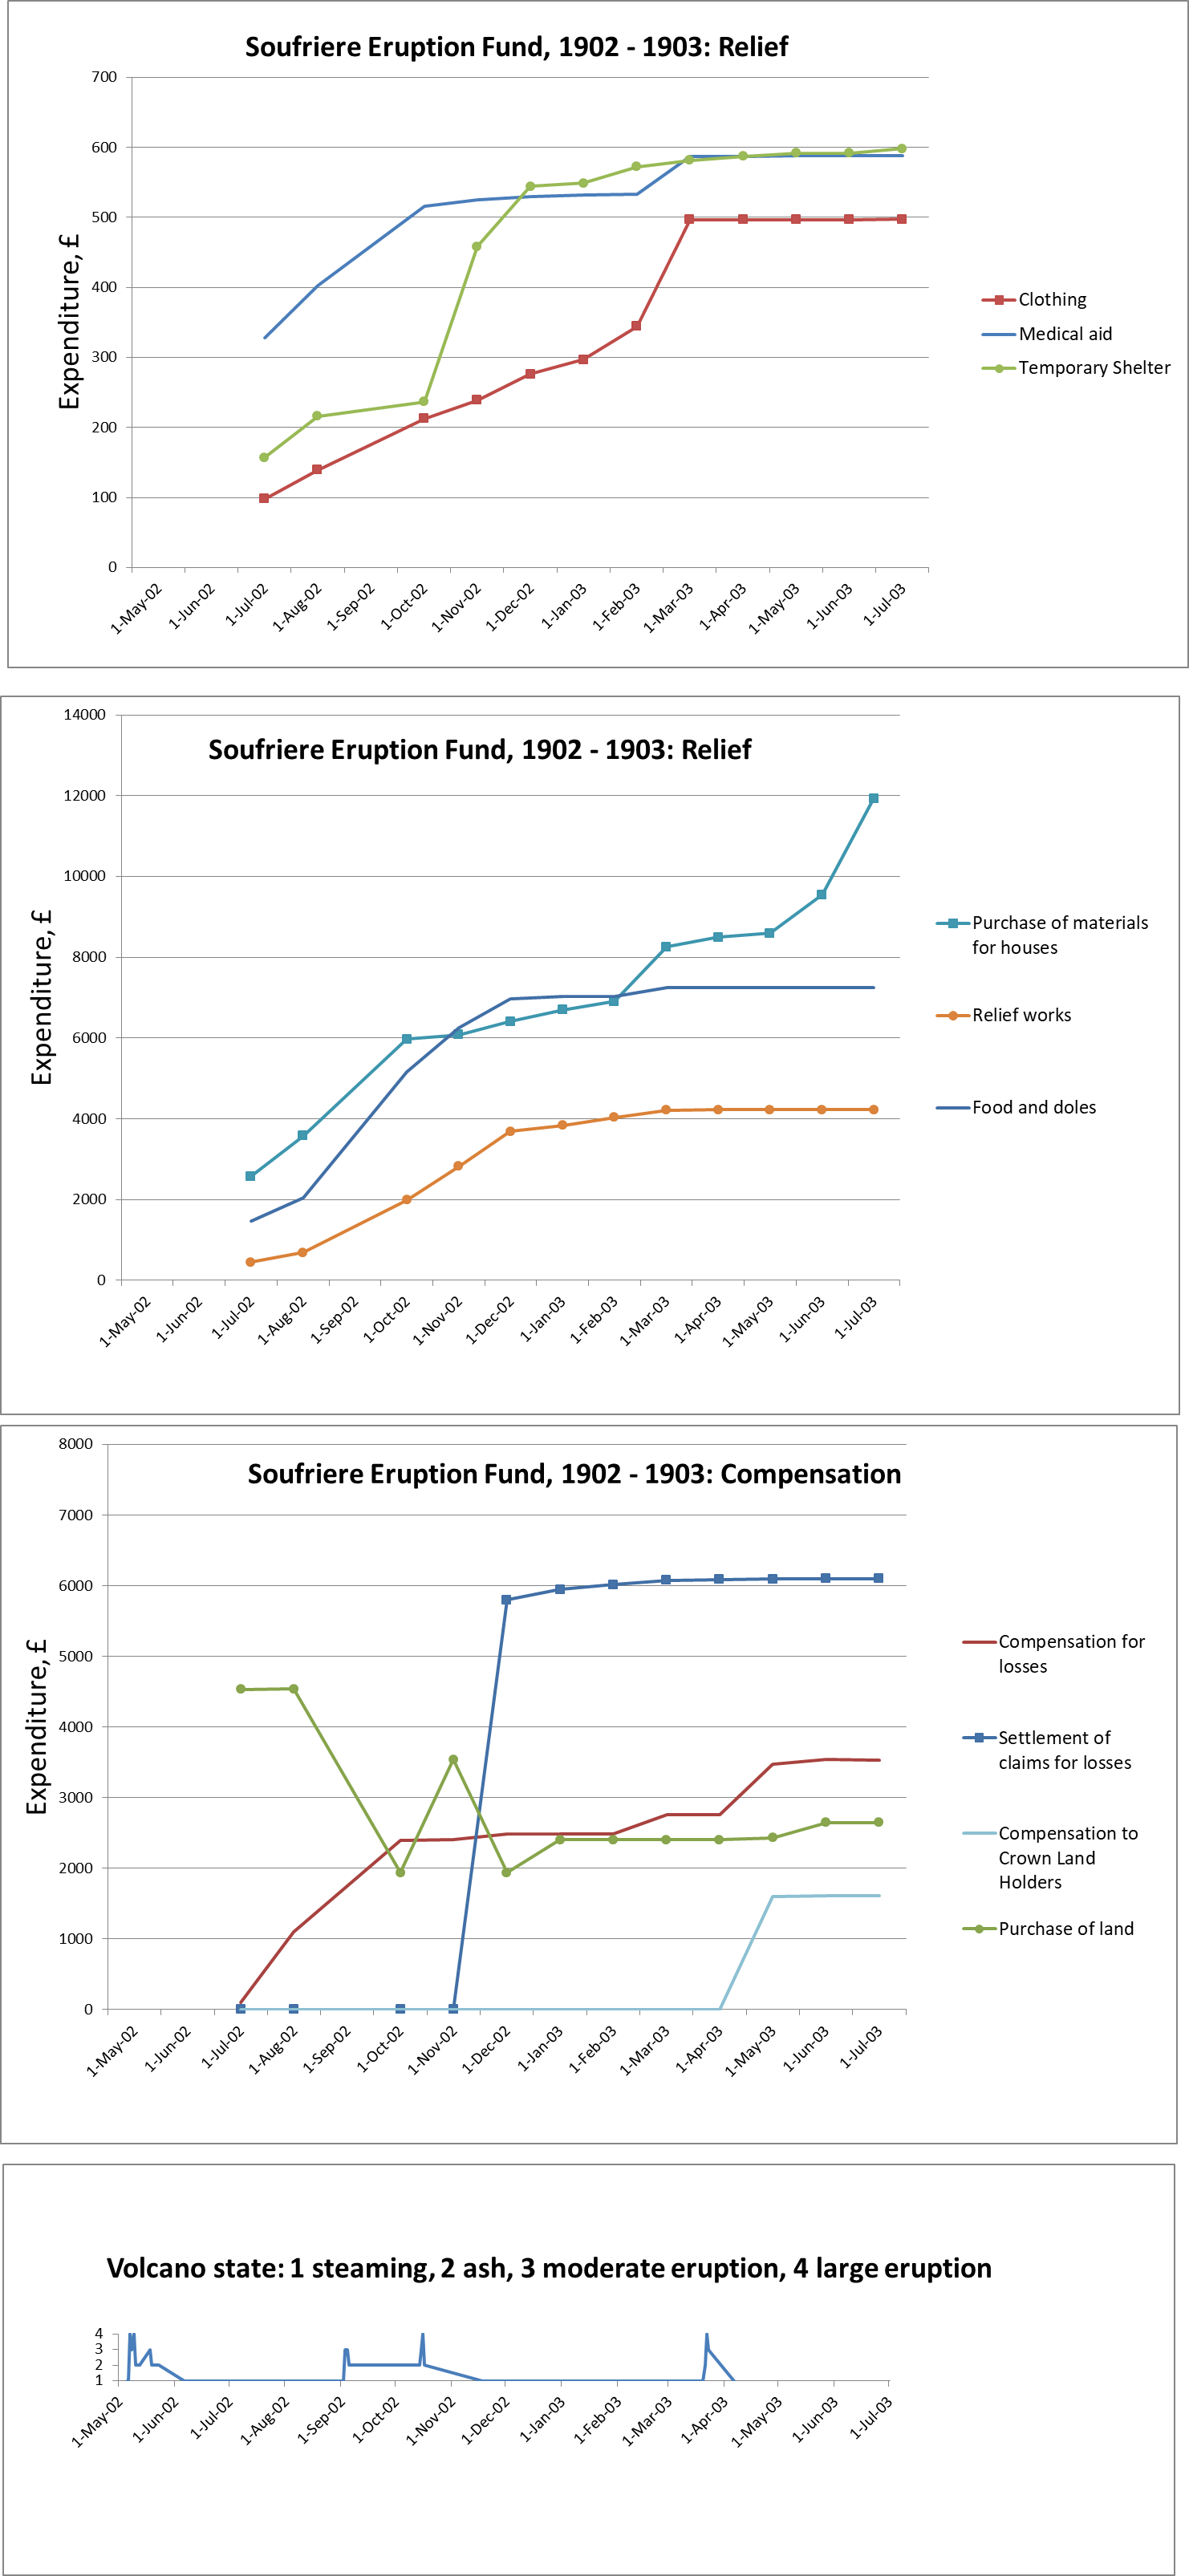 Soufriere Eruption Fund, 1902 - 1903: Relief
700
600
500
400
300
200
100
0
Expenditure, £
1-May-02
1-Jun-02
1-Jul-02
1-Aug-02
1-Sep-02
1-Oct-02
1-Nov-02
1-Dec-02
1-Jan-03
1-Feb-03
1-Mar-03
1-Apr-03
1-May-03
1-Jun-03
1-Jul-03
Clothing
Medical aid
Temporary Shelter
Soufriere Eruption Fund, 1902 - 1903: Relief
14000
12000
10000
8000
6000
4000
2000
0
Expenditure, £
1-May-02
1-Jun-02
1-Jul-02
1-Aug-02
1-Sep-02
1-Oct-02
1-Nov-02
1-Dec-02
1-Jan-03
1-Feb-03
1-Mar-03
1-Apr-03
1-May-03
1-Jun-03
1-Jul-03
Purchase of materials
for houses
Relief works
Food and doles
Soufriere Eruption Fund, 1902 - 1903: Compensation
8000
7000
6000
5000
4000
3000
2000
1000
0
Expenditure, £
1-May-02
1-Jun-02
1-Jul-02
1-Aug-02
1-Sep-02
1-Oct-02
1-Nov-02
1-Dec-02
1-Jan-03
1-Feb-03
1-Mar-03
1-Apr-03
1-May-03
1-Jun-03
1-Jul-03
Compensation for
losses
Settlement of
claims for losses
Compensation to
Crown Land
Holders
Purchase of land
Volcano state: 1 steaming, 2 ash, 3 moderate eruption, 4 large eruption
4
3
2
1
1-May-02
1-Jun-02
1-Jul-02
1-Aug-02
1-Sep-02
1-Oct-02
1-Nov-02
1-Dec-02
1-Jan-03
1-Feb-03
1-Mar-03
1-Apr-03
1-May-03
1-Jun-03
1-Jul-03